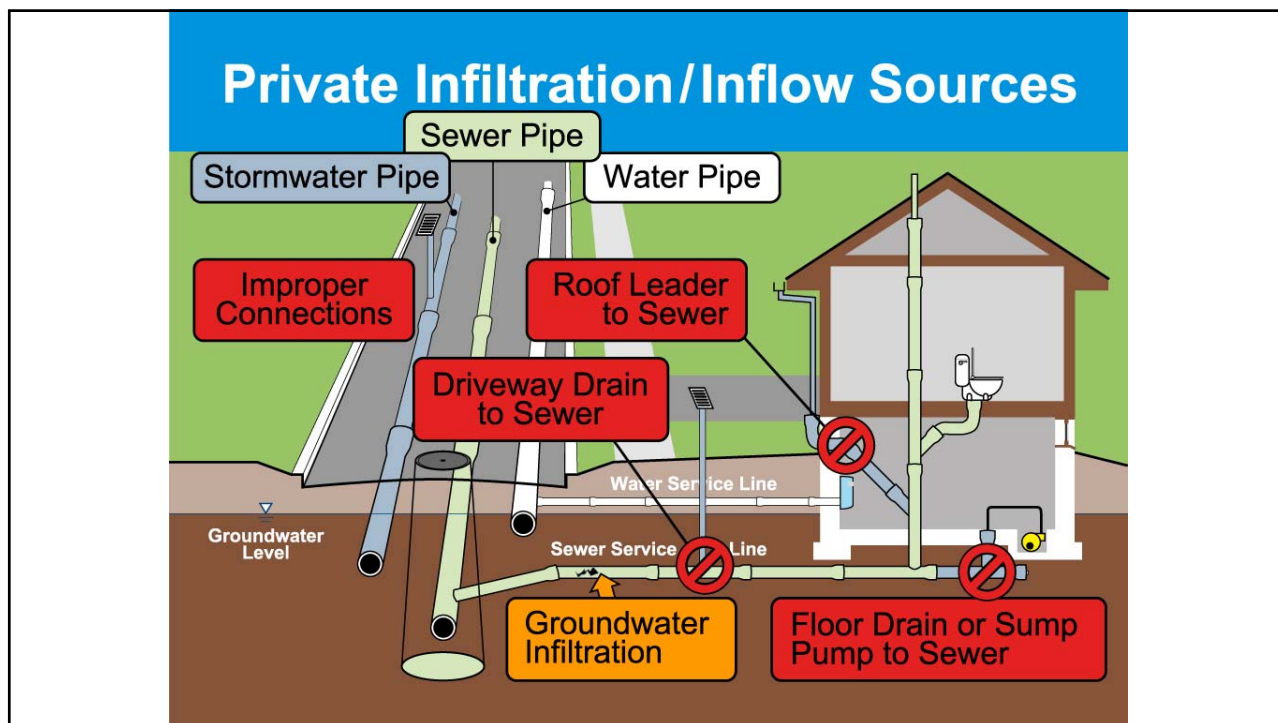 Private Infiltration/Inflow Sources
Sewer Pipe
Stormwater Pipe
Water Pipe
Improper
Connections
Roof Leader
to Sewer
Driveway Drain
to Sewer
Water Service Line
Groundwater
Level
Sewer Service Line
Groundwater
Infiltration
Floor Drain or Sump
Pump to Sewer